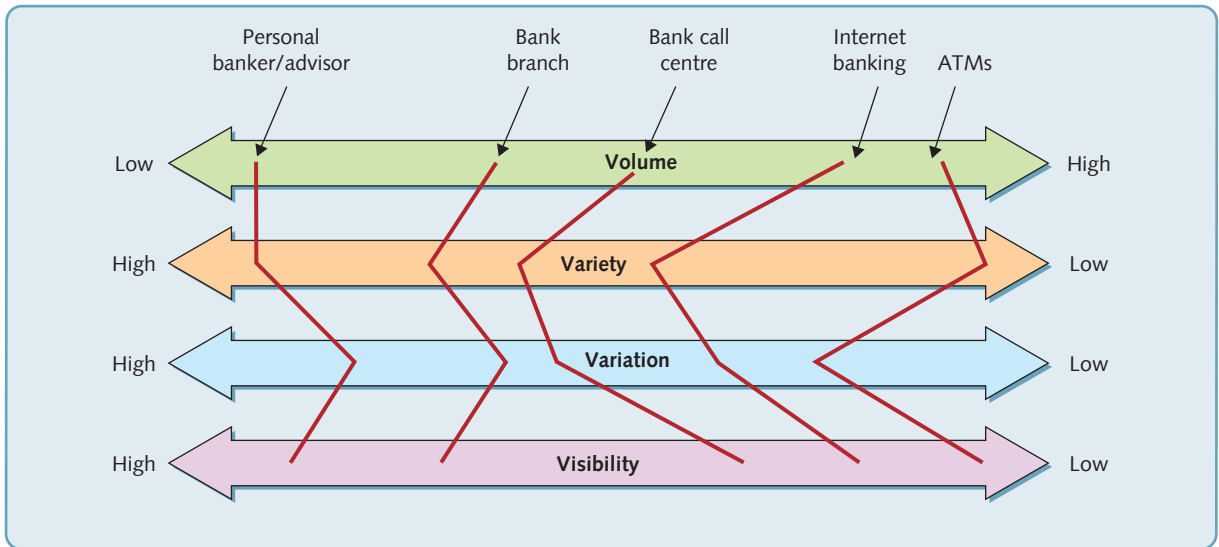 Personal
banker/advisor
Bank
branch
Bank call
centre
Internet
banking
ATMs
Low
Volume
High
High
Variety
Low
High
Variation
Low
High
Visibility
Low